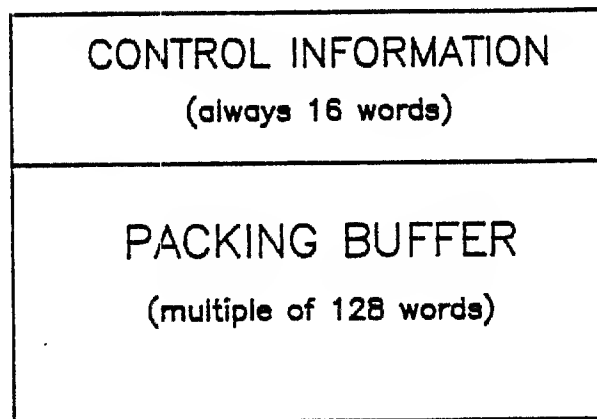 CONTROL INFORMATION
(always 16 words)
PACKING BUFFER
(multiple of 128 words)